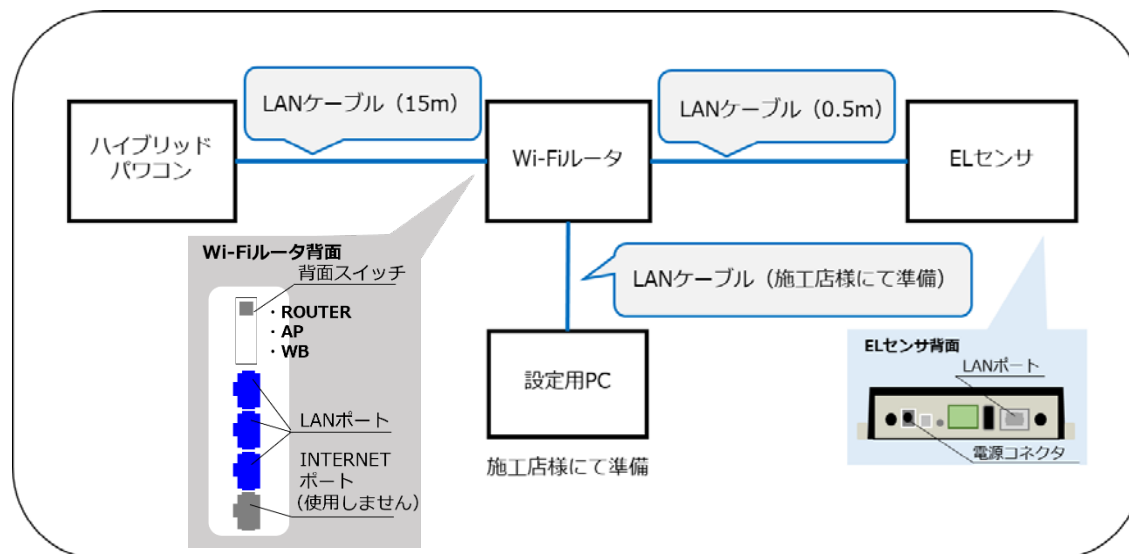 LANケーブル（15m）
LANケーブル（0.5m）
ハイブリッド
パワコン
Wi-Fiルータ
ELセンサ
Wi-Fiルータ背面
背面スイッチ
・ROUTER
・AP
・WB
LANポート
INTERNET
ポート
（使用しません）
LANケーブル（施工店様にて準備）
設定用PC
施工店様にて準備
ELセンサ背面
LANポート
電源コネクタ